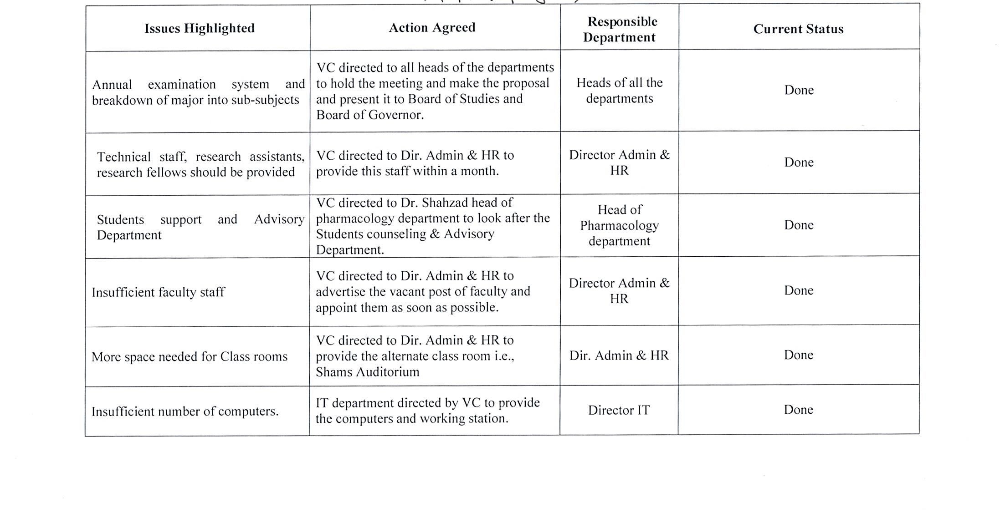 Issues Highlighted
Action Agreed
Responsible
Department
Current Status
Annual examination system and
breakdown of major into sub-subjects
VC directed to all heads of the departments
to hold the meeting and make the proposal
and present it to Board of Studies and
Board of Governor.
Heads of all the
departments
Done
Technical staff, research assistants,
research fellows should be provided
VC directed to Dir. Admin & HR to
provide this staff within a month.
Director Admin &
HR
Done
Students support and Advisory
Department
VC directed to Dr. Shahzad head of
pharmacology department to look after the
Students counseling & Advisory
Department.
Head of
Pharmacology
department
Done
Insufficient faculty staff
VC directed to Dir. Admin & HR to
advertise the vacant post of faculty and
appoint them as soon as possible.
Director Admin &
HR
Done
More space needed for Class rooms
VC directed to Dir. Admin & HR to
provide the alternate class room i.e.,
Shams Auditorium
Dir. Admin & HR
Done
Insufficient number of computers.
IT department directed by VC to provide
the computers and working station.
Director IT
Done